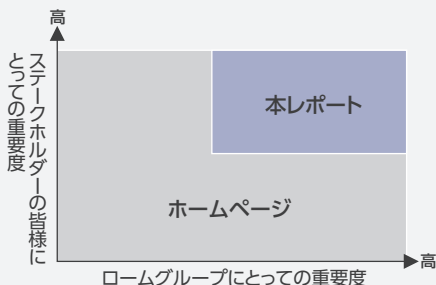 高
ステークホルダーの皆様に
とっての重要度
本レポート
ホームページ
高
ロームグループにとっての重要度